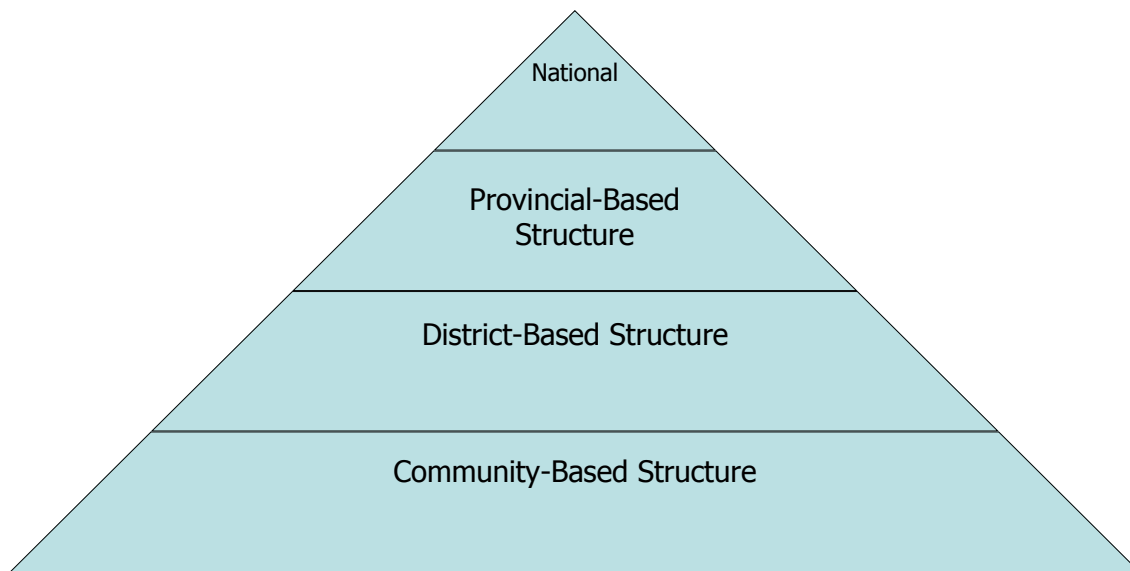 National
Provincial-Based
Structure
District-Based Structure
Community-Based Structure